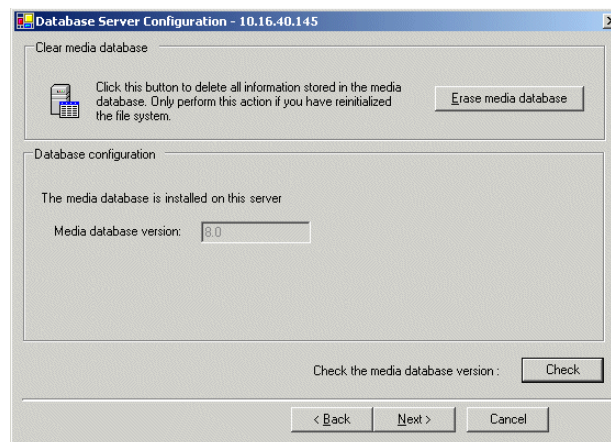 Database Server Configuration - 10.16.40.145
Clear media database
Click this button to delete all information stored in the media
database. Only perform this action if you have reinitialized
the file system.
Erase media database
Database configuration
The media database is installed on this server
Media database version:
8.0
Check the media database version :
Check
< Back
Next >
Cancel